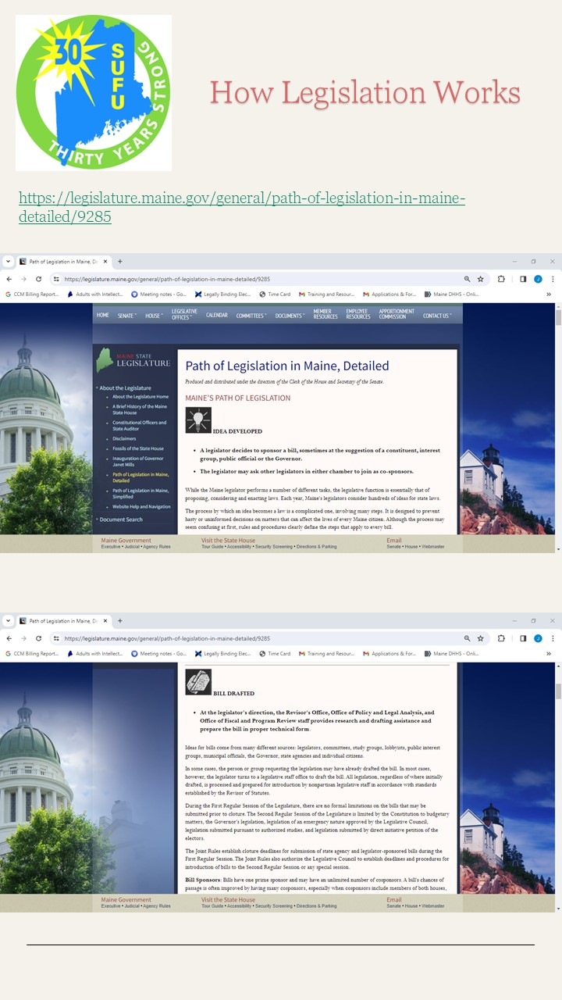 30
SUFU
THIRTY YEARS STRONG
How Legislation Works
https://legislature.maine.gov/general/path-of-legislation-in-maine-
detailed/9285
Path of Legislation in Maine, De
https://legislature.maine.gov/general/path-of-legislation-in-maine-detailed/9285
CCM Billing Report... Adults with Intellect... Meeting notes - Go... Legally Binding Elec... Time Card Training and Resour... Applications & For... Maine DHHS - Onli...
HOME SENATE HOUSE LEGISLATIVE OFFICES CALENDAR COMMITTEES DOCUMENTS MEMBER RESOURCES EMPLOYEE RESOURCES APPORTIONMENT COMMISSION CONTACT US
MAINE STATE
LEGISLATURE
About the Legislature
About the Legislature Home
A Brief History of the Maine
State House
Constitutional Officers and
State Auditor
Disclaimers
Fossils of the State House
Inauguration of Governor
Janet Mills
Path of Legislation in Maine,
Detailed
Path of Legislation in Maine,
Simplified
Website Help and Navigation
Document Search
Path of Legislation in Maine, Detailed
Produced and distributed under the direction of the Clerk of the House and Secretary of the Senate.
MAINE'S PATH OF LEGISLATION
IDEA DEVELOPED
• A legislator decides to sponsor a bill, sometimes at the suggestion of a constituent, interest
group, public official or the Governor.
• The legislator may ask other legislators in either chamber to join as co-sponsors.
While the Maine legislator performs a number of different tasks, the legislative function is essentially that of
proposing, considering and enacting laws. Each year, Maine's legislators consider hundreds of ideas for state laws.
The process by which an idea becomes a law is a complicated one, involving many steps. It is designed to prevent
hasty or uninformed decisions on matters that can affect the lives of every Maine citizen. Although the process may
seem confusing at first, rules and procedures clearly define the steps that apply to every bill.
Maine Government Visit the State House Email
Executive • Judicial • Agency Rules Tour Guide • Accessibility • Security Screening • Directions & Parking Senate • House • Webmaster
Path of Legislation in Maine, De
https://legislature.maine.gov/general/path-of-legislation-in-maine-detailed/9285
CCM Billing Report... Adults with Intellect... Meeting notes - Go... Legally Binding Elec... Time Card Training and Resour... Applications & For... Maine DHHS - Onli...
BILL DRAFTED
• At the legislator's direction, the Revisor's Office, Office of Policy and Legal Analysis, and
Office of Fiscal and Program Review staff provides research and drafting assistance and
prepare the bill in proper technical form.
Ideas for bills come from many different sources: legislators, committees, study groups, lobbyists, public interest
groups, municipal officials, the Governor, state agencies and individual citizens.
In some cases, the person or group requesting the legislation may have already drafted the bill. In most cases,
however, the legislator turns to a legislative staff office to draft the bill. All legislation, regardless of where initially
drafted, is processed and prepared for introduction by nonpartisan legislative staff in accordance with standards
established by the Revisor of Statutes.
During the First Regular Session of the Legislature, there are no formal limitations on the bills that may be
submitted prior to cloture. The Second Regular Session of the Legislature is limited by the Constitution to budgetary
matters, the Governor's legislation, legislation of an emergency nature approved by the Legislative Council,
legislation submitted pursuant to authorized studies, and legislation submitted by direct initiative petition of the
electors.
The Joint Rules establish cloture deadlines for submission of state agency and legislator-sponsored bills during the
First Regular Session. The Joint Rules also authorize the Legislative Council to establish deadlines and procedures for
introduction of bills to the Second Regular Session or any special session.
Bill Sponsors: Bills have one prime sponsor and may have an unlimited number of cosponsors. A bill's chances of
passage is often improved by having many cosponsors, especially when cosponsors include members of both houses,
Maine Government Visit the State House Email
Executive • Judicial • Agency Rules Tour Guide • Accessibility • Security Screening • Directions & Parking Senate • House • Webmaster